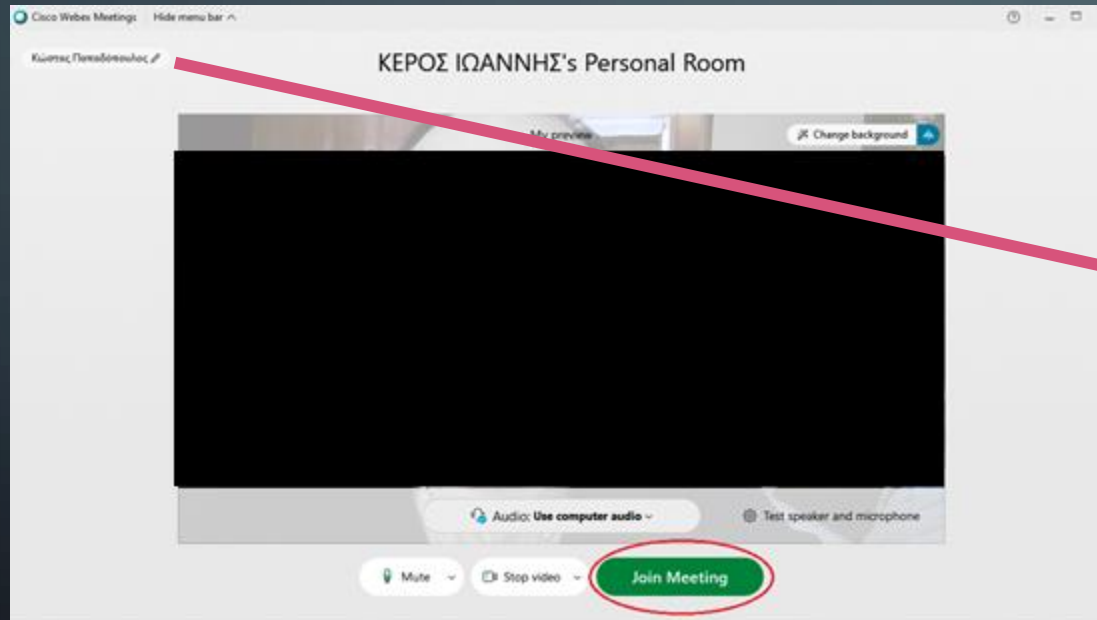 Cisco Webex Meetings Hide menu bar
Κώστας Παπαδόπουλος
ΚΕΡΟΣ ΙΩΑΝΝΗΣ's Personal Room
My preview
Change background
Audio: Use computer audio
Test speaker and microphone
Mute
Stop video
Join Meeting